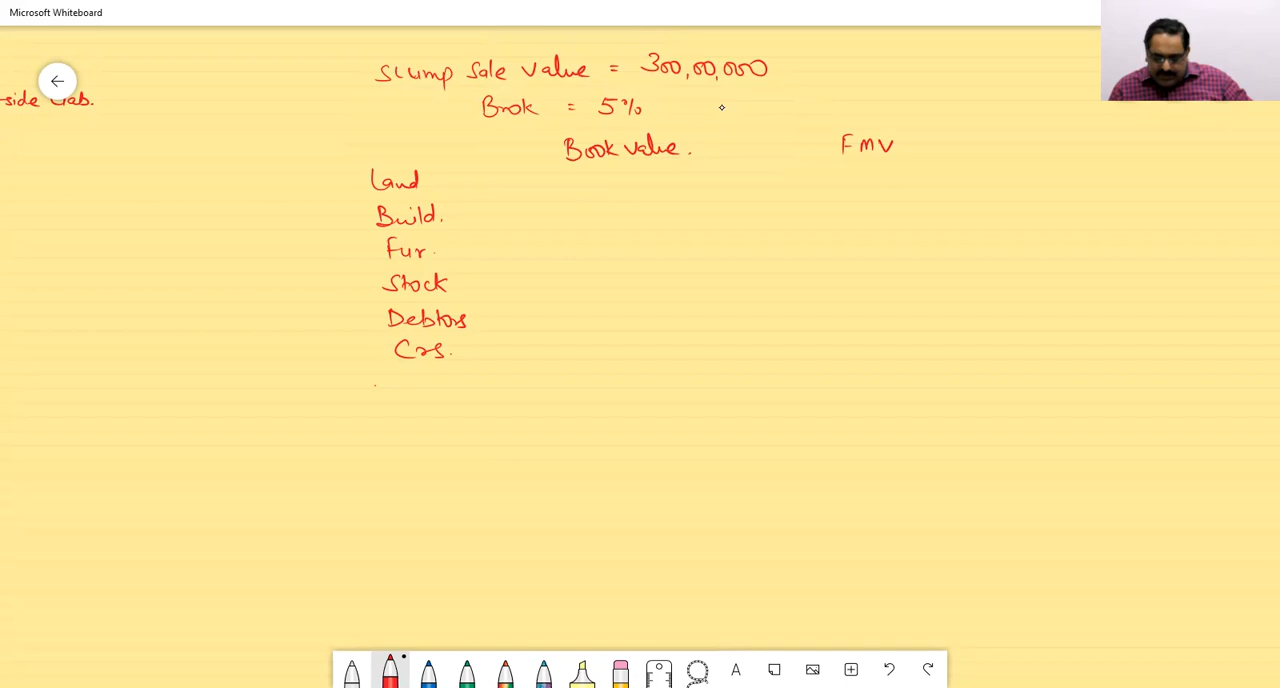 Microsoft Whiteboard
Slump Sale Value = 300,00,000
-side Liab.
Brok = 5%
Book value. FMV
Land
Build.
Fur.
Stock
Debtors
Crs.
A